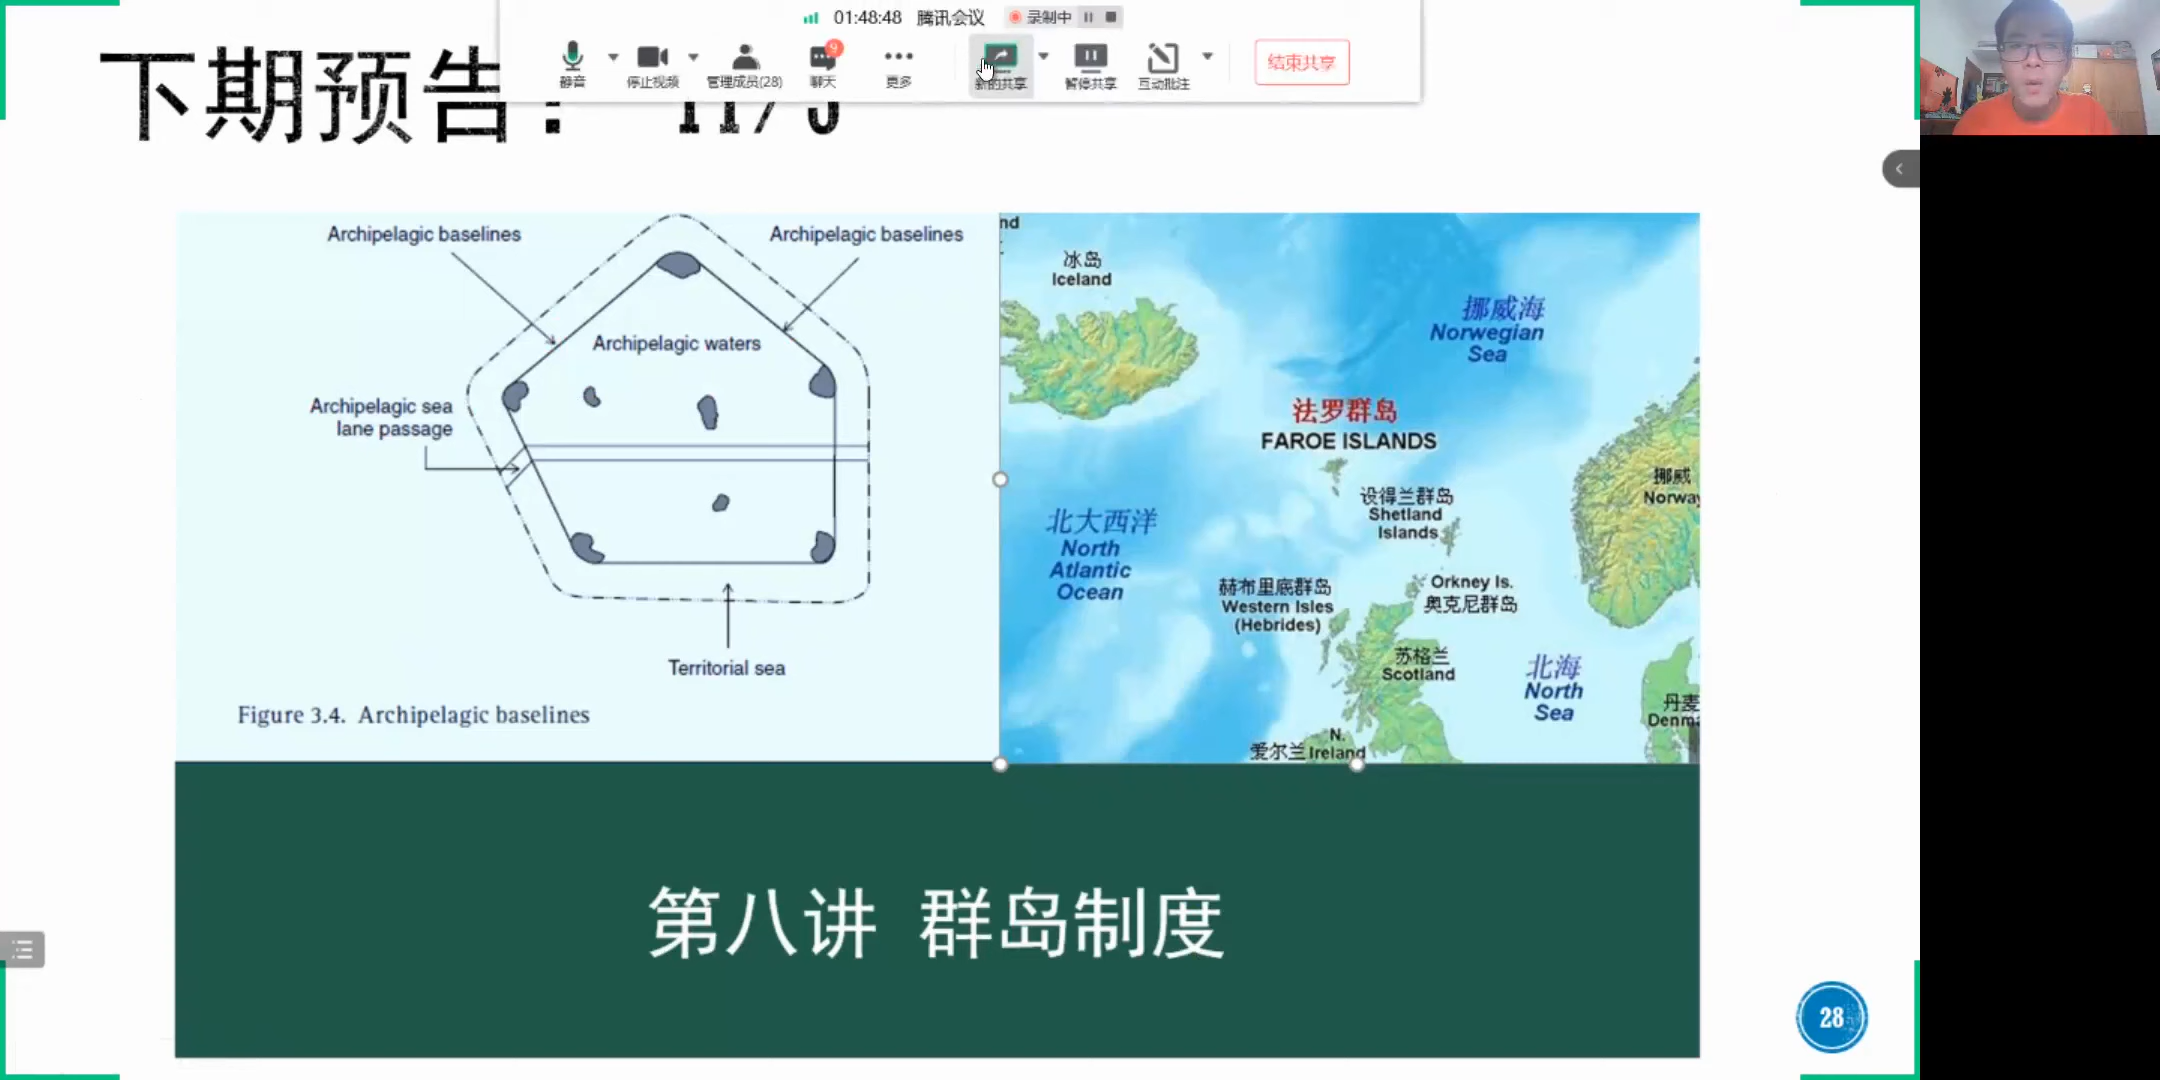 01:48:48 腾讯会议 录制中
静音
停止视频
管理成员(28)
9
聊天
更多
新的共享
暂停共享
互动批注
结束共享
下期预告： 11/5
Archipelagic baselines
Archipelagic baselines
Archipelagic waters
Archipelagic sea
lane passage
Territorial sea
Figure 3.4. Archipelagic baselines
nd
冰岛
Iceland
挪威海
Norwegian
Sea
法罗群岛
FAROE ISLANDS
设得兰群岛
Shetland
Islands
挪威
Norway
北大西洋
North
Atlantic
Ocean
赫布里底群岛
Western Isles
(Hebrides)
Orkney Is.
奥克尼群岛
苏格兰
Scotland
北海
North
Sea
丹麦
Denma
N.
爱尔兰 Ireland
第八讲 群岛制度
28